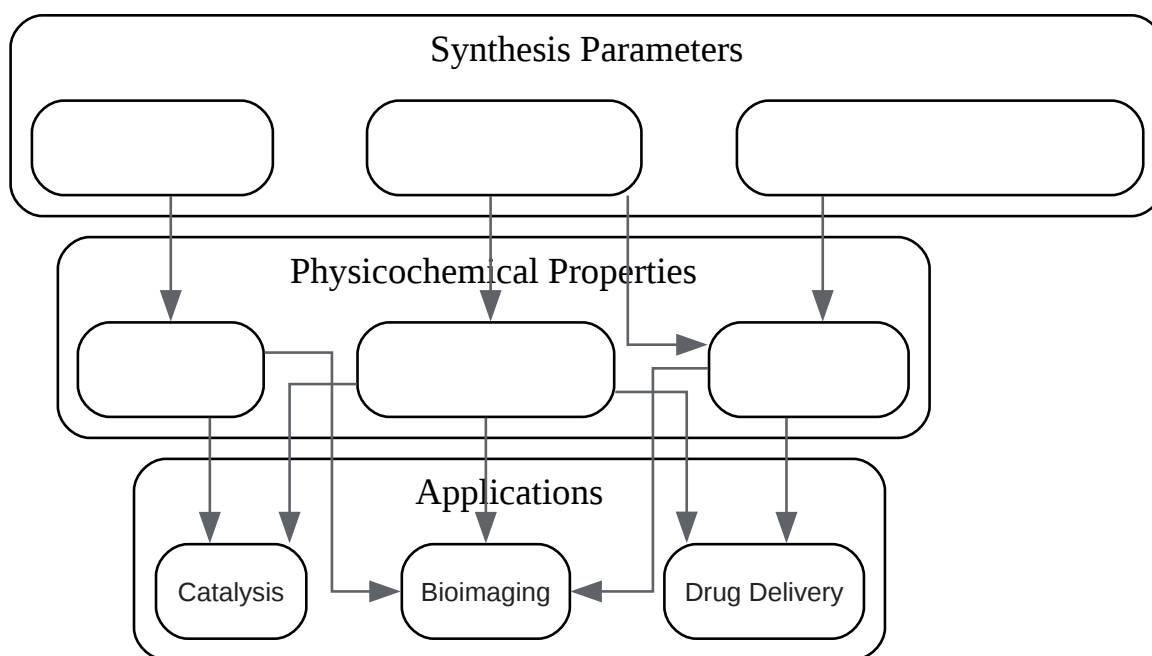 Synthesis Parameters
Physicochemical Properties
Applications
Catalysis
Bioimaging
Drug Delivery